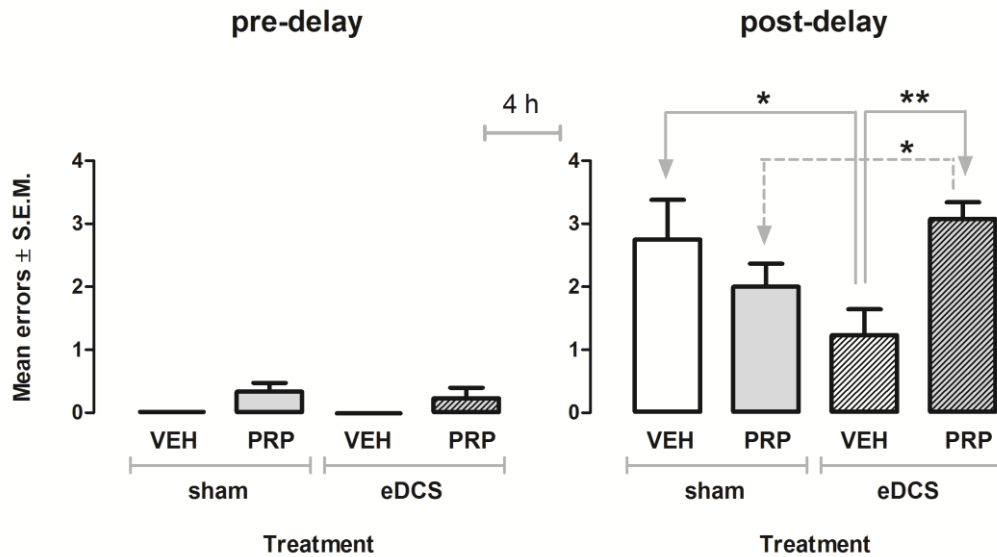 pre-delay
post-delay
4 h
*
**
*
Mean errors ± S.E.M.
4
3
2
1
0
4
3
2
1
0
VEH PRP VEH PRP
VEH PRP VEH PRP
sham eDCS
sham eDCS
Treatment
Treatment